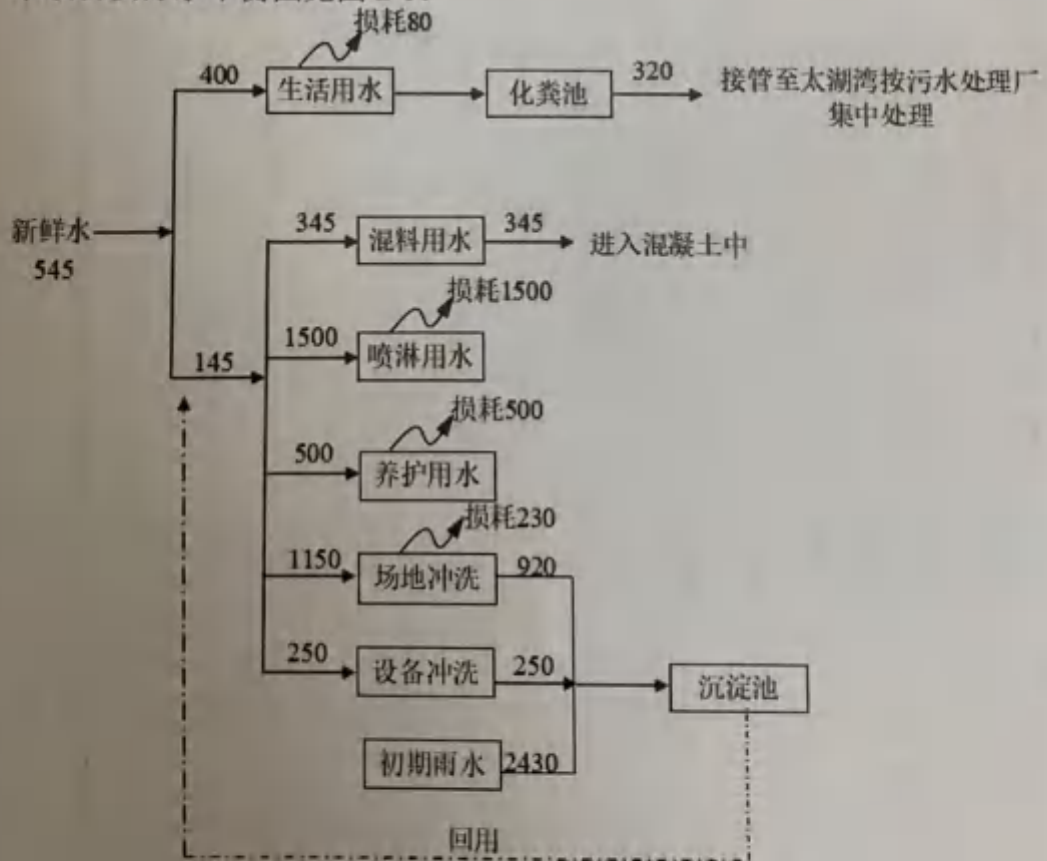 损耗80
400
生活用水
化粪池
320
接管至太湖湾按污水处理厂
集中处理
新鲜水
545
345
混料用水
345
进入混凝土中
损耗1500
1500
喷淋用水
145
损耗500
500
养护用水
损耗230
1150
场地冲洗
920
250
设备冲洗
250
沉淀池
初期雨水
2430
回用